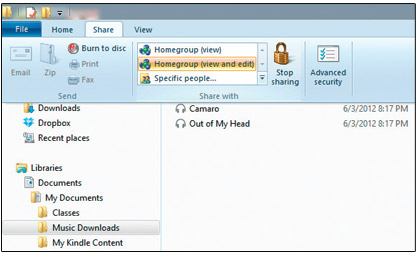 File Home Share View
Email Zip Burn to disc Print Fax
Send
Homegroup (view)
Homegroup (view and edit)
Specific people...
Share with
Stop sharing
Advanced security
Downloads
Dropbox
Recent places
Libraries
Documents
My Documents
Classes
Music Downloads
My Kindle Content
Camaro 6/3/2012 8:17 PM
Out of My Head 6/3/2012 8:17 PM